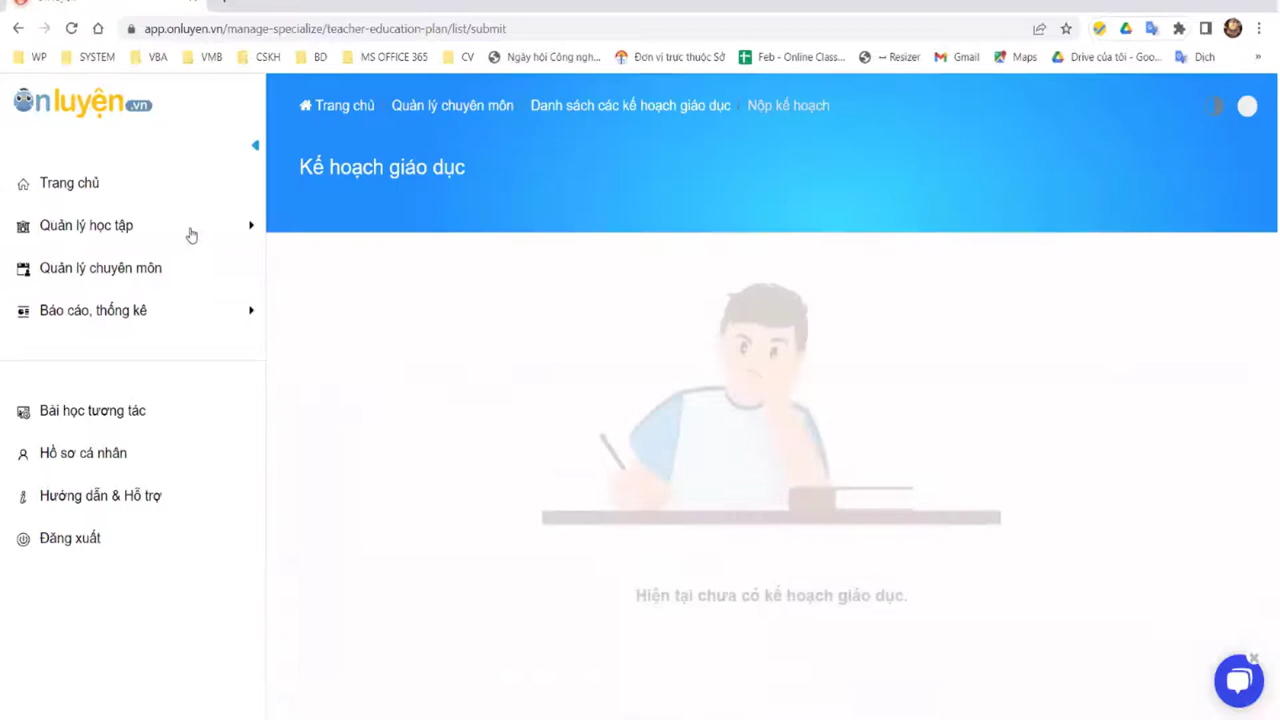 app.onluyen.vn/manage-specialize/teacher-education-plan/list/submit
WP SYSTEM VBA VMB CSKH BD MS OFFICE 365 CV Ngày hội Công ngh... Đơn vị trực thuộc Sở Feb - Online Class... Resizer Gmail Maps Drive của tôi - Goo... Dịch »
Ôn luyện .vn
Trang chủ Quản lý chuyên môn Danh sách các kế hoạch giáo dục Nộp kế hoạch
Kế hoạch giáo dục
Trang chủ
Quản lý học tập
Quản lý chuyên môn
Báo cáo, thống kê
Bài học tương tác
Hồ sơ cá nhân
Hướng dẫn & Hỗ trợ
Đăng xuất
Hiện tại chưa có kế hoạch giáo dục.